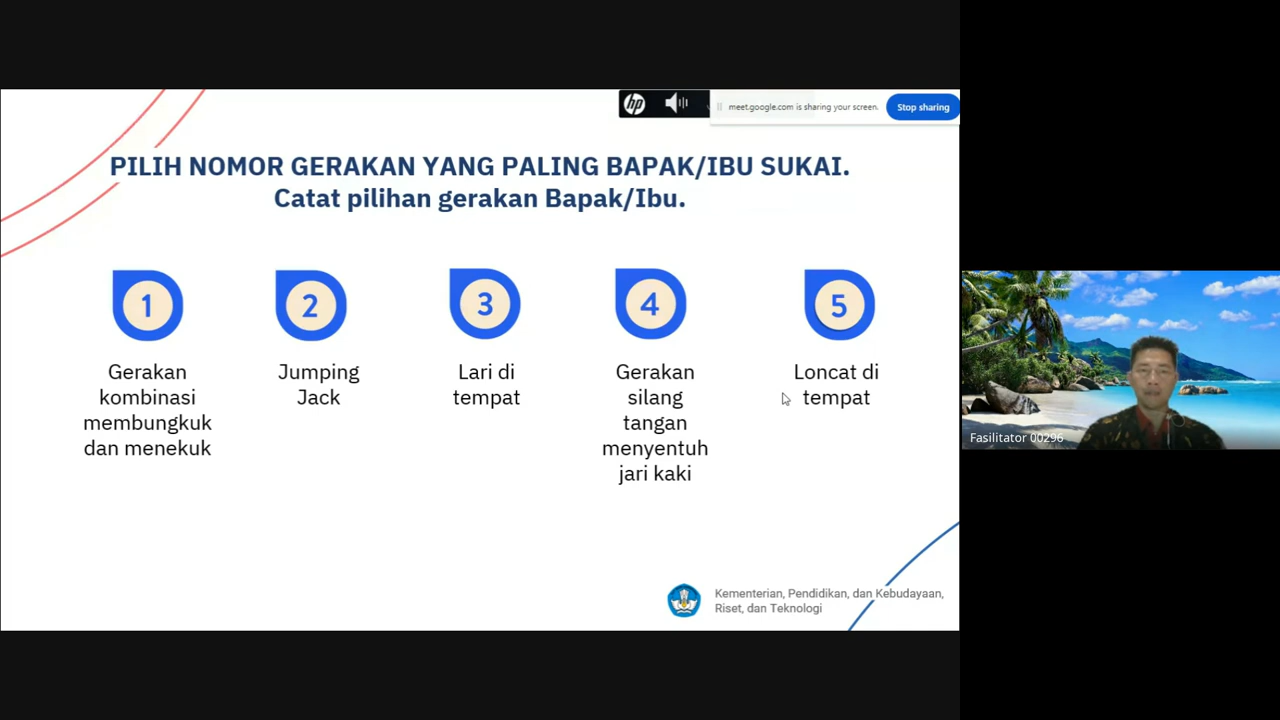 hp
meet.google.com is sharing your screen.
Stop sharing
PILIH NOMOR GERAKAN YANG PALING BAPAK/IBU SUKAI.
Catat pilihan gerakan Bapak/Ibu.
1
Gerakan
kombinasi
membungkuk
dan menekuk
2
Jumping
Jack
3
Lari di
tempat
4
Gerakan
silang
tangan
menyentuh
jari kaki
5
Loncat di
tempat
Fasilitator 00296
Kementerian, Pendidikan, dan Kebudayaan,
Riset, dan Teknologi